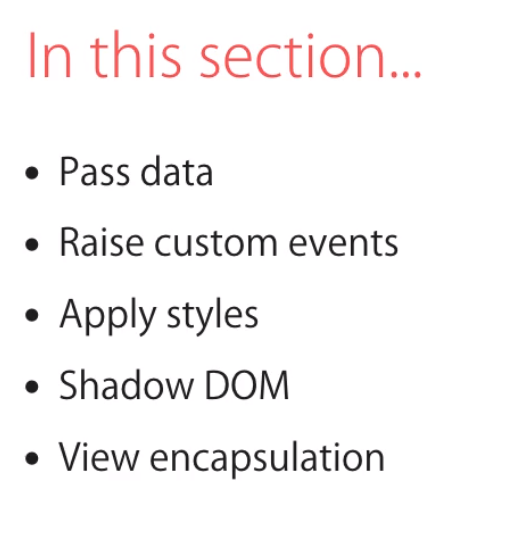 In this section...
• Pass data
• Raise custom events
• Apply styles
• Shadow DOM
• View encapsulation